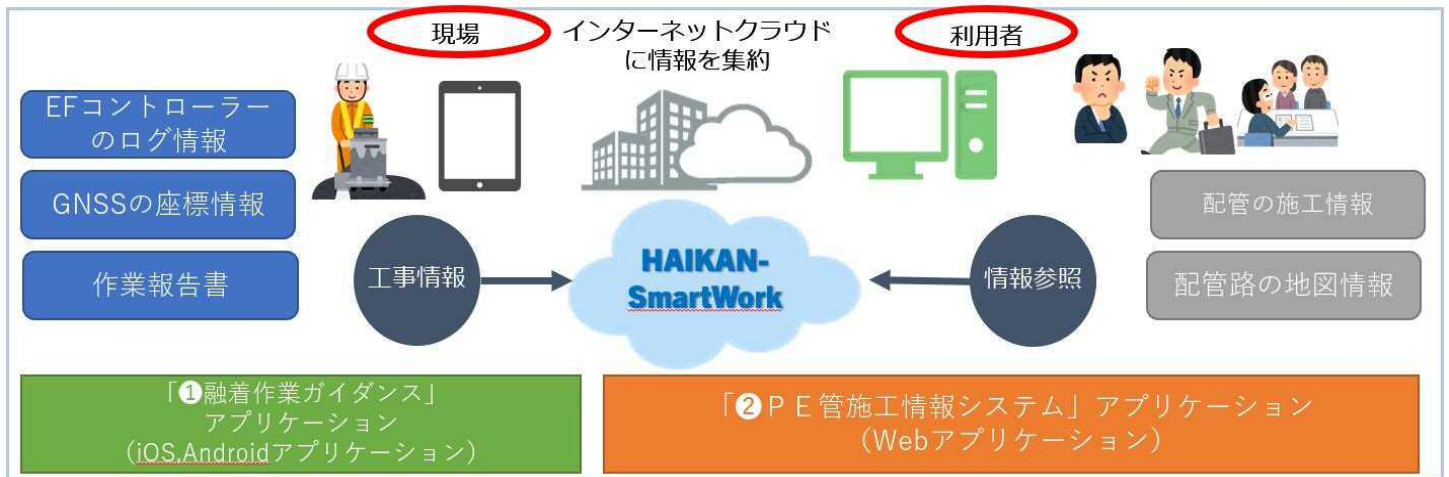 現場
インターネットクラウド
に情報を集約
利用者
EFコントローラー
のログ情報
GNSSの座標情報
作業報告書
工事情報
HAIKAN-
SmartWork
情報参照
配管の施工情報
配管路の地図情報
「❶融着作業ガイダンス」
アプリケーション
（iOS,Androidアプリケーション）
「❷ＰＥ管施工情報システム」アプリケーション
（Webアプリケーション）